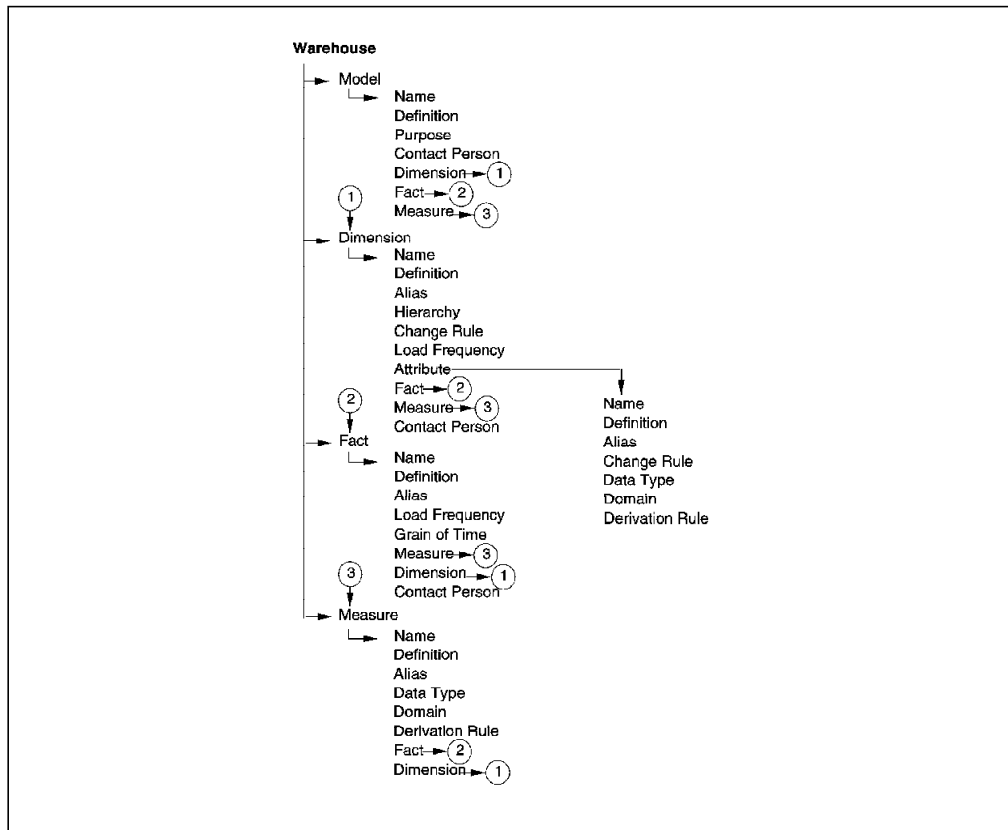 Warehouse
Model
Name
Definition
Purpose
Contact Person
Dimension 1
Fact 2
1
Measure 3
Dimension
Name
Definition
Alias
Hierarchy
Change Rule
Load Frequency
Attribute
Fact 2
2
Measure 3
Contact Person
Name
Definition
Alias
Change Rule
Data Type
Domain
Derivation Rule
Fact
Name
Definition
Alias
Load Frequency
Grain of Time
Measure 3
3
Dimension 1
Contact Person
Measure
Name
Definition
Alias
Data Type
Domain
Derivation Rule
Fact 2
Dimension 1